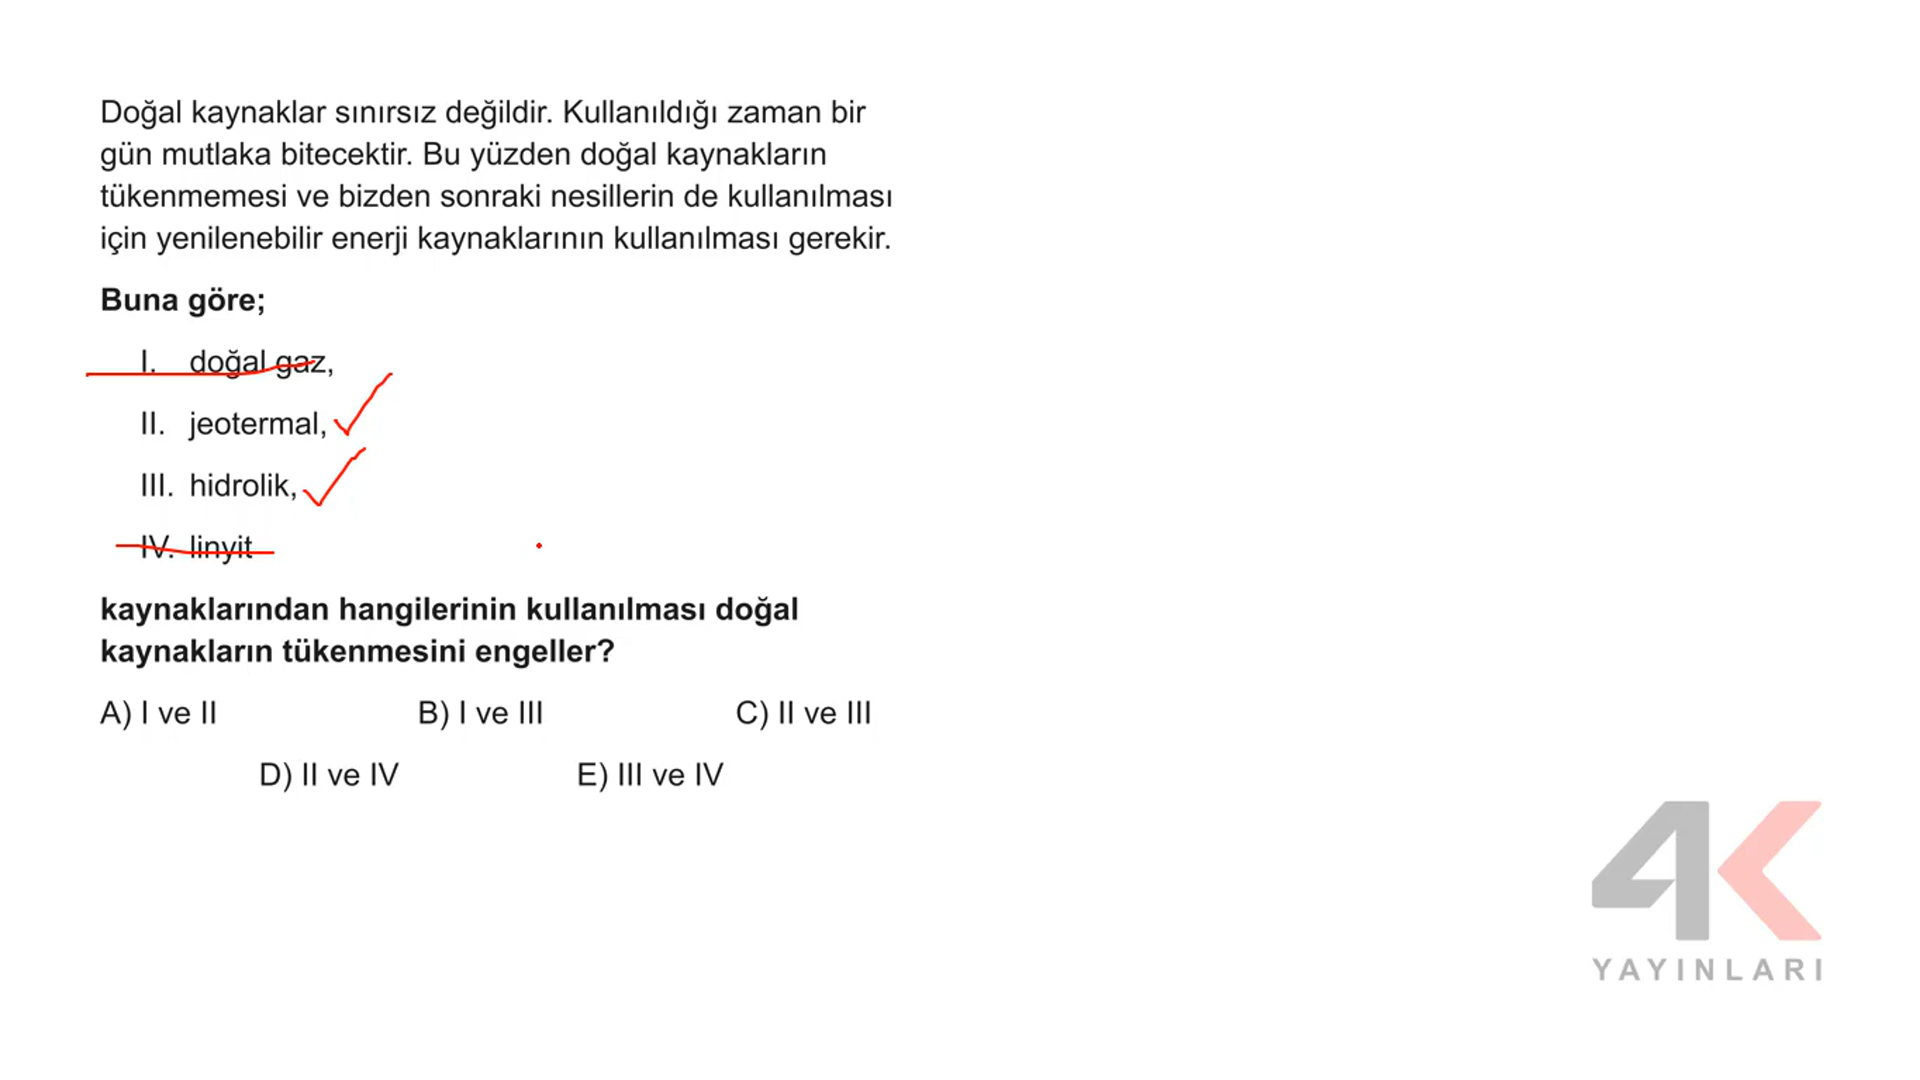 Doğal kaynaklar sınırsız değildir. Kullanıldığı zaman bir
gün mutlaka bitecektir. Bu yüzden doğal kaynakların
tükenmemesi ve bizden sonraki nesillerin de kullanılması
için yenilenebilir enerji kaynaklarının kullanılması gerekir.
Buna göre;
I. doğal gaz,
II. jeotermal,
III. hidrolik,
IV. linyit
kaynaklarından hangilerinin kullanılması doğal
kaynakların tükenmesini engeller?
A) I ve II B) I ve III C) II ve III
D) II ve IV E) III ve IV
4K
YAYINLARI